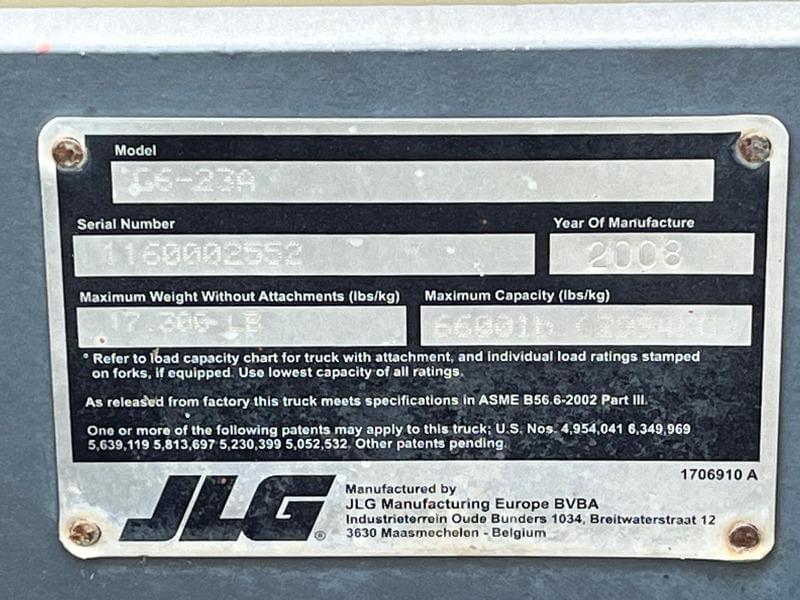 Model
G6-23A
Serial Number
1160002552
Year Of Manufacture
2008
Maximum Weight Without Attachments (lbs/kg)
17.300 LB
Maximum Capacity (lbs/kg)
6600lb.
* Refer to load capacity chart for truck with attachment, and individual load ratings stamped
on forks, if equipped. Use lowest capacity of all ratings.
As released from factory this truck meets specifications in ASME B56.6-2002 Part III.
One or more of the following patents may apply to this truck; U.S. Nos. 4,954,041 6,349,969
5,639,119 5,813,697 5,230,399 5,052,532. Other patents pending.
1706910 A
JLG®
Manufactured by
JLG Manufacturing Europe BVBA
Industrieterrein Oude Bunders 1034, Breitwaterstraat 12
3630 Maasmechelen - Belgium